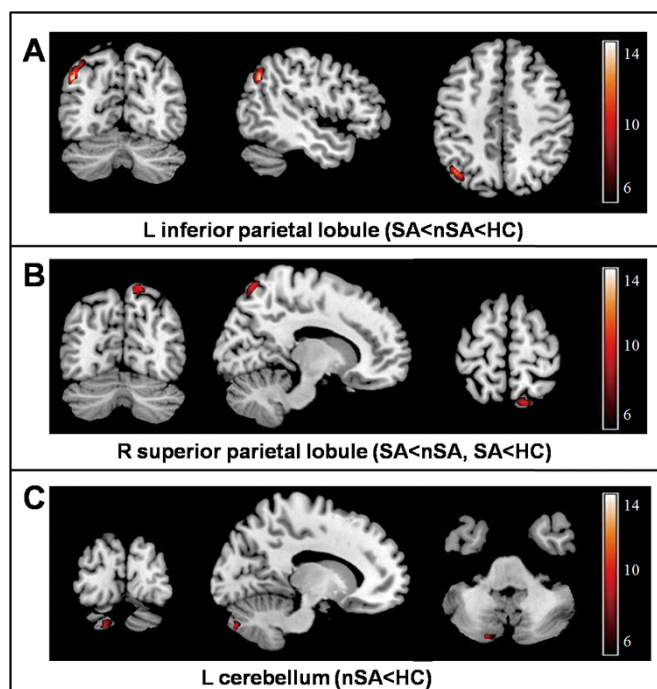 A
14
10
6
L inferior parietal lobule (SA<nSA<HC)
B
14
10
6
R superior parietal lobule (SA<nSA, SA<HC)
C
14
10
6
L cerebellum (nSA<HC)